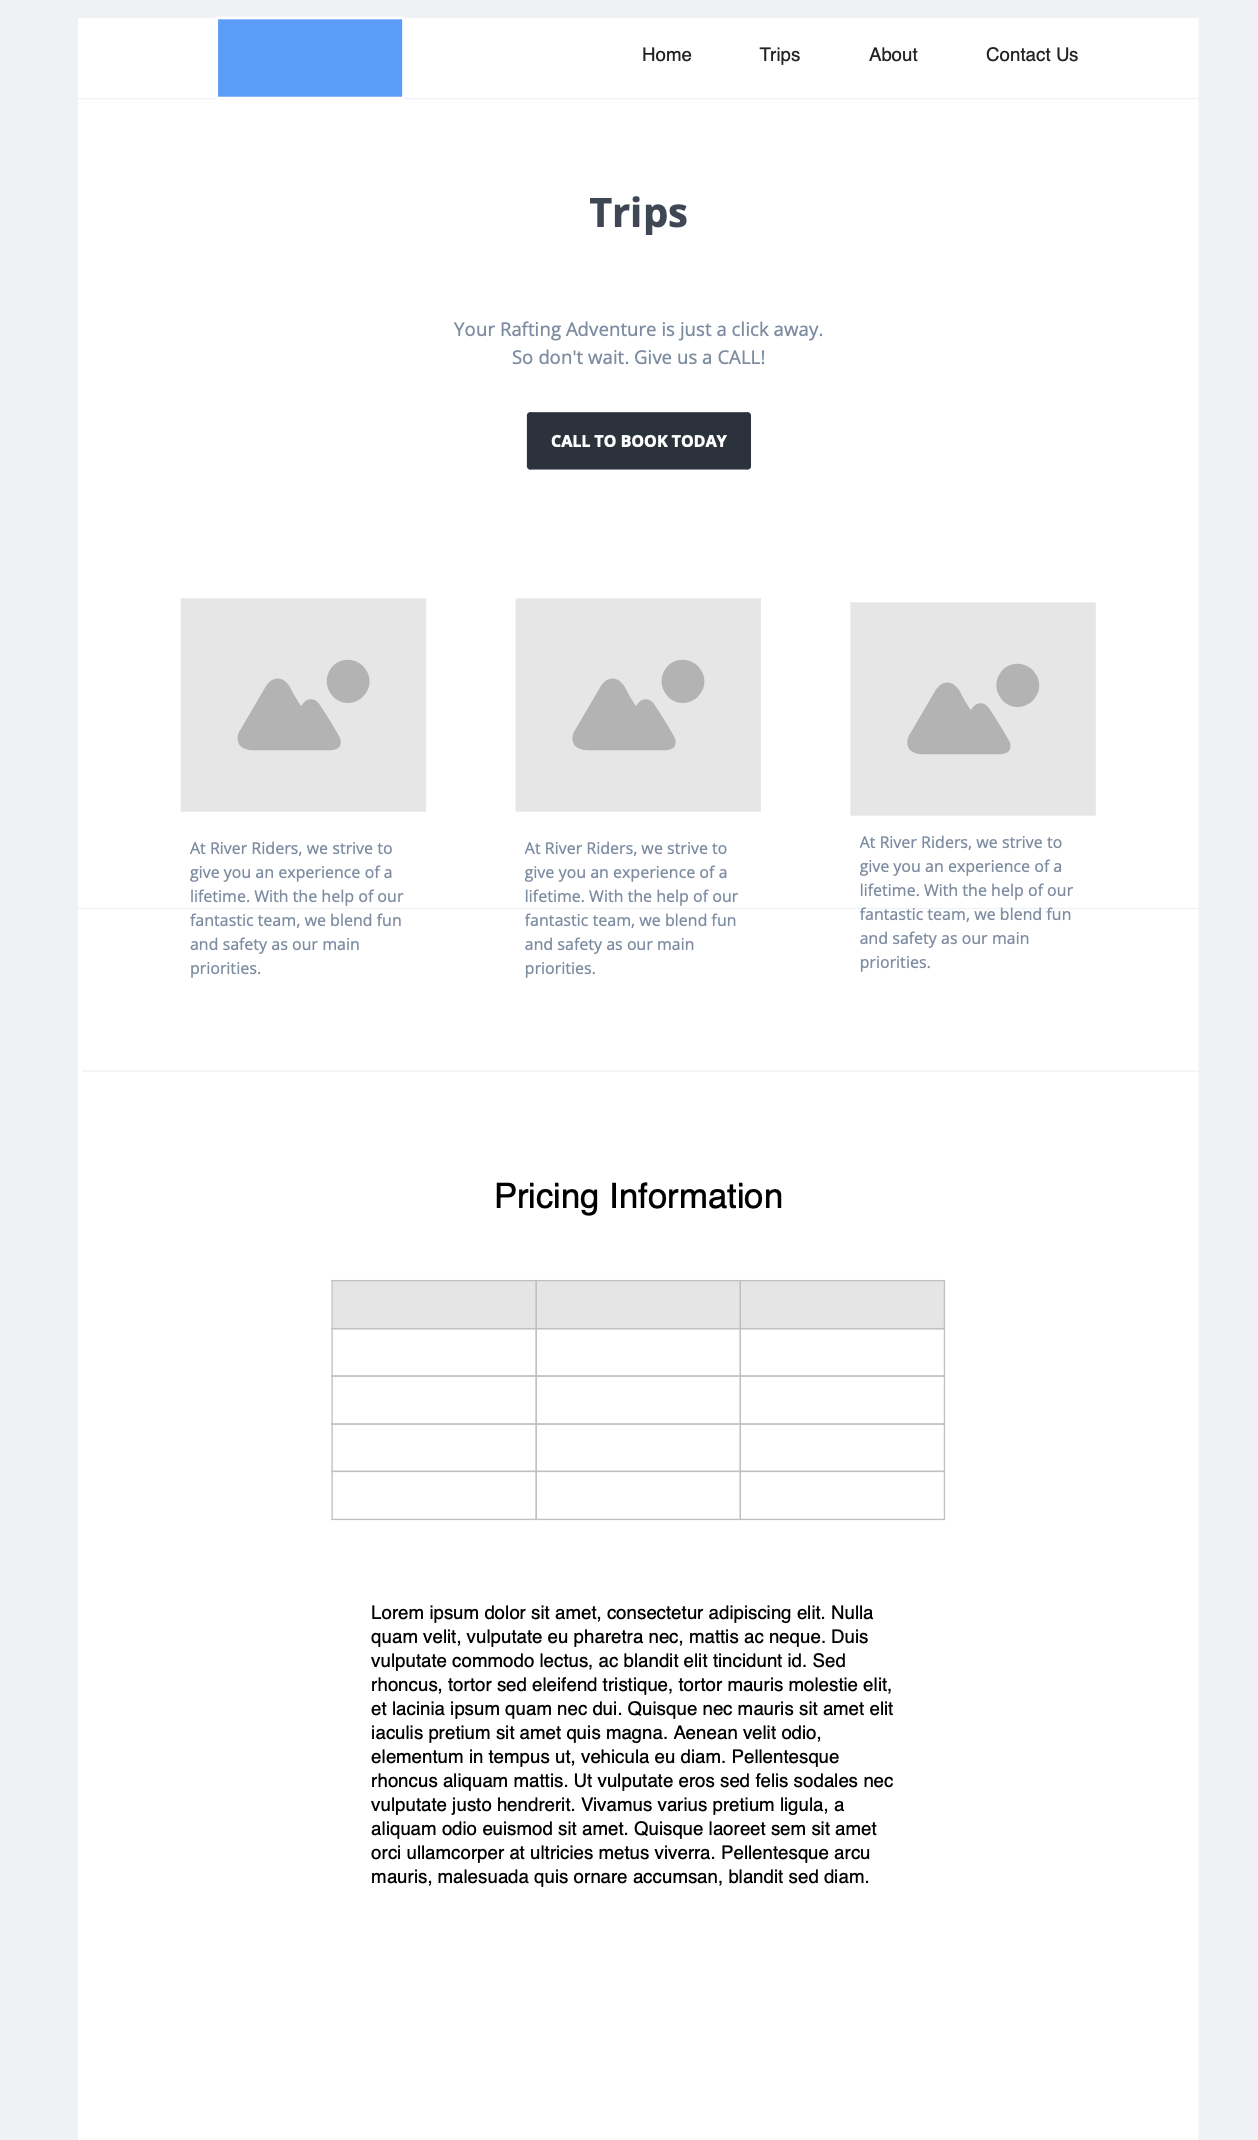 Home Trips About Contact Us
Trips
Your Rafting Adventure is just a click away.
So don't wait. Give us a CALL!
CALL TO BOOK TODAY
At River Riders, we strive to
give you an experience of a
lifetime. With the help of our
fantastic team, we blend fun
and safety as our main
priorities.
At River Riders, we strive to
give you an experience of a
lifetime. With the help of our
fantastic team, we blend fun
and safety as our main
priorities.
At River Riders, we strive to
give you an experience of a
lifetime. With the help of our
fantastic team, we blend fun
and safety as our main
priorities.
Pricing Information
Lorem ipsum dolor sit amet, consectetur adipiscing elit. Nulla
quam velit, vulputate eu pharetra nec, mattis ac neque. Duis
vulputate commodo lectus, ac blandit elit tincidunt id. Sed
rhoncus, tortor sed eleifend tristique, tortor mauris molestie elit,
et lacinia ipsum quam nec dui. Quisque nec mauris sit amet elit
iaculis pretium sit amet quis magna. Aenean velit odio,
elementum in tempus ut, vehicula eu diam. Pellentesque
rhoncus aliquam mattis. Ut vulputate eros sed felis sodales nec
vulputate justo hendrerit. Vivamus varius pretium ligula, a
aliquam odio euismod sit amet. Quisque laoreet sem sit amet
orci ullamcorper at ultricies metus viverra. Pellentesque arcu
mauris, malesuada quis ornare accumsan, blandit sed diam.